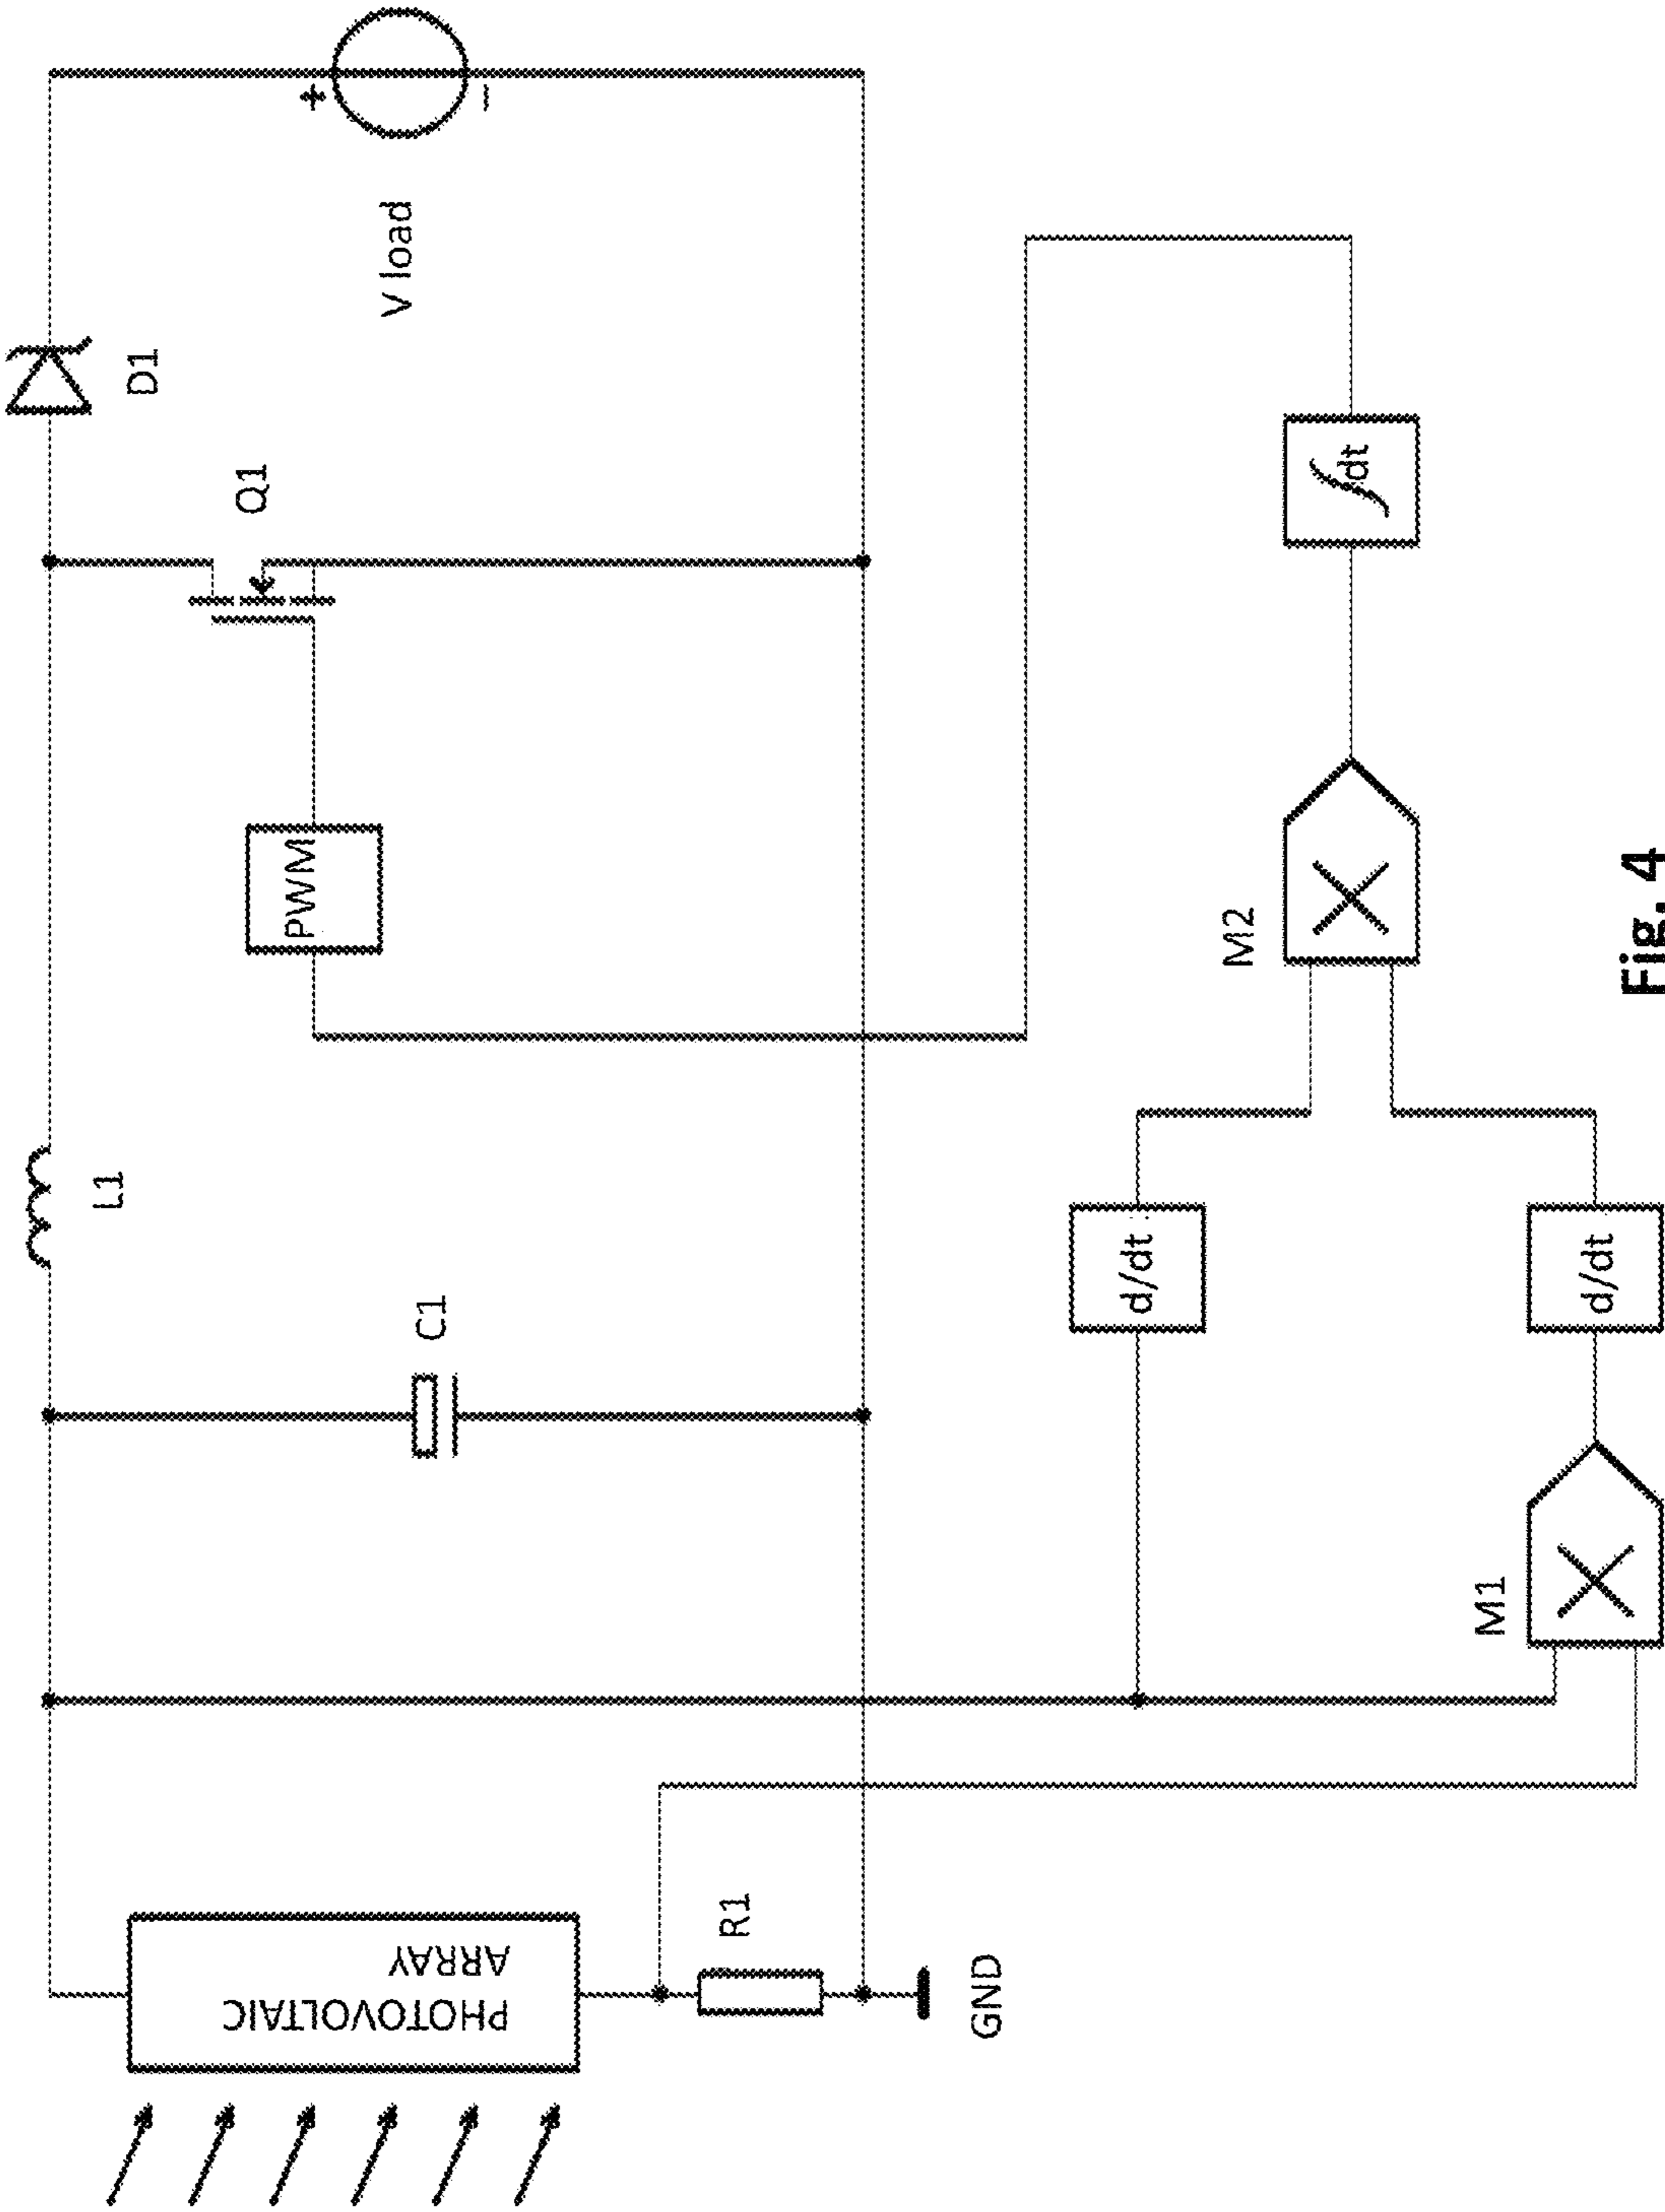 PHOTOVOLTAIC
ARRAY
R1
GND
C1
L1
PWM
Q1
D1
+
−
V load
M1
X
d/dt
d/dt
M2
X
∫dt
Fig. 4